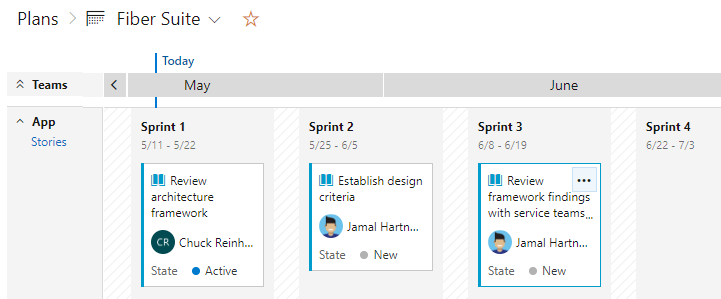 Plans > Fiber Suite
Today
Teams
May
June
App
Stories
Sprint 1
5/11 - 5/22
Review
architecture
framework
CR
Chuck Reinh...
State
Active
Sprint 2
5/25 - 6/5
Establish design
criteria
Jamal Hartn...
State
New
Sprint 3
6/8 - 6/19
Review
framework findings
with service teams,...
Jamal Hartn...
State
New
Sprint 4
6/22 - 7/3